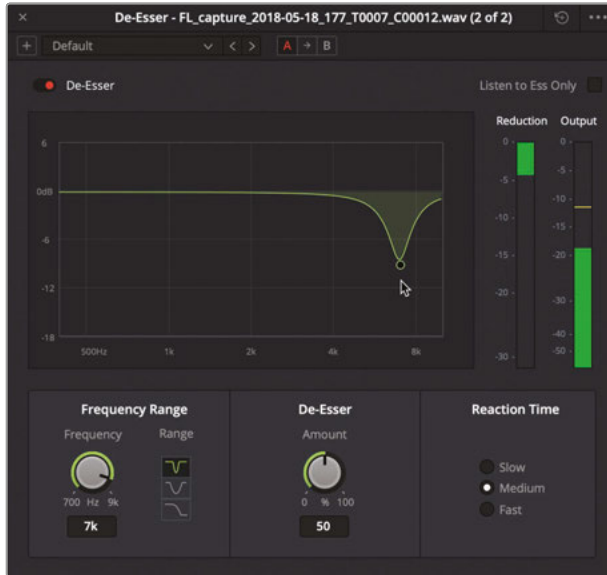 De-Esser - FL_capture_2018-05-18_177_T0007_C00012.wav (2 of 2)
Default
A B
De-Esser
Listen to Ess Only
Reduction Output
6
0dB
-6
-12
-18
500Hz 1k 2k 4k 8k
0 -
-5 -
-10 -
-15 -
-20 -
-30 -
0 -
-5 -
-10 -
-15 -
-20 -
-30 -
-40 -
-50 -
Frequency Range
Frequency
Range
700 Hz 9k
7k
De-Esser
Amount
0 % 100
50
Reaction Time
Slow
Medium
Fast